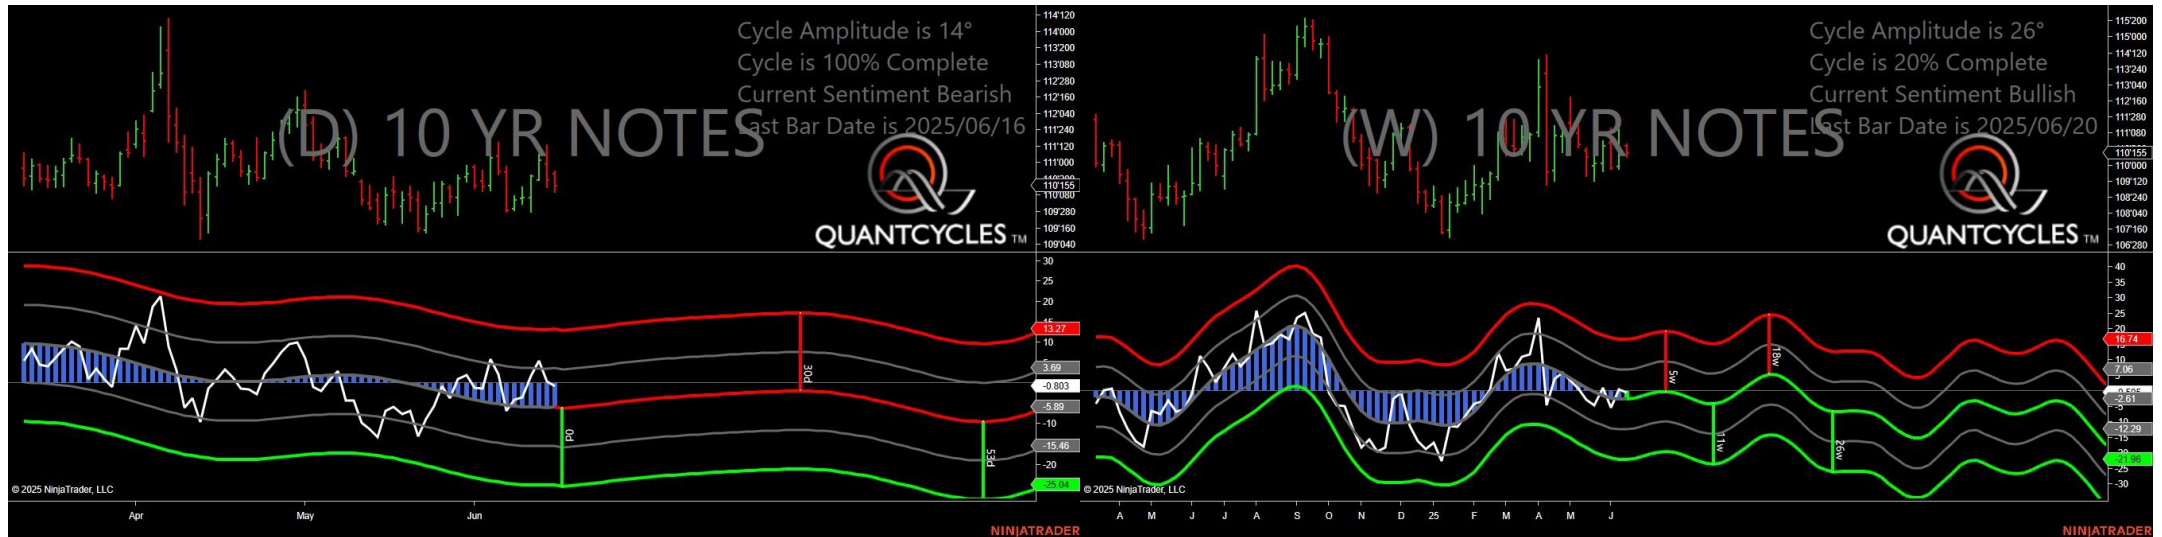 Cycle Amplitude is 14°
Cycle is 100% Complete
Current Sentiment Bearish
Last Bar Date is 2025/06/16
(D) 10 YR NOTES
QUANTCYCLES TM
114'120
114'000
113'200
113'080
112'280
112'160
112'040
111'240
111'120
111'000
110'155
110'080
109'280
109'160
109'040
30
25
20
13.27
10
3.69
-0.803
-5.89
-10
-15.46
-20
-25.04
0d
30d
53d
© 2025 NinjaTrader, LLC
Apr
May
Jun
NINJATRADER
Cycle Amplitude is 26°
Cycle is 20% Complete
Current Sentiment Bullish
Last Bar Date is 2025/06/20
(W) 10 YR NOTES
QUANTCYCLES TM
115'200
115'000
114'120
113'240
113'040
112'160
111'280
111'080
110'155
110'000
109'120
108'240
108'040
107'160
106'280
40
35
30
25
20
16.74
10
7.06
-2.61
-5
-12.29
-15
-21.96
-25
-30
5w
11w
18w
26w
© 2025 NinjaTrader, LLC
A
M
J
J
A
S
O
N
D
25
F
M
A
M
J
NINJATRADER